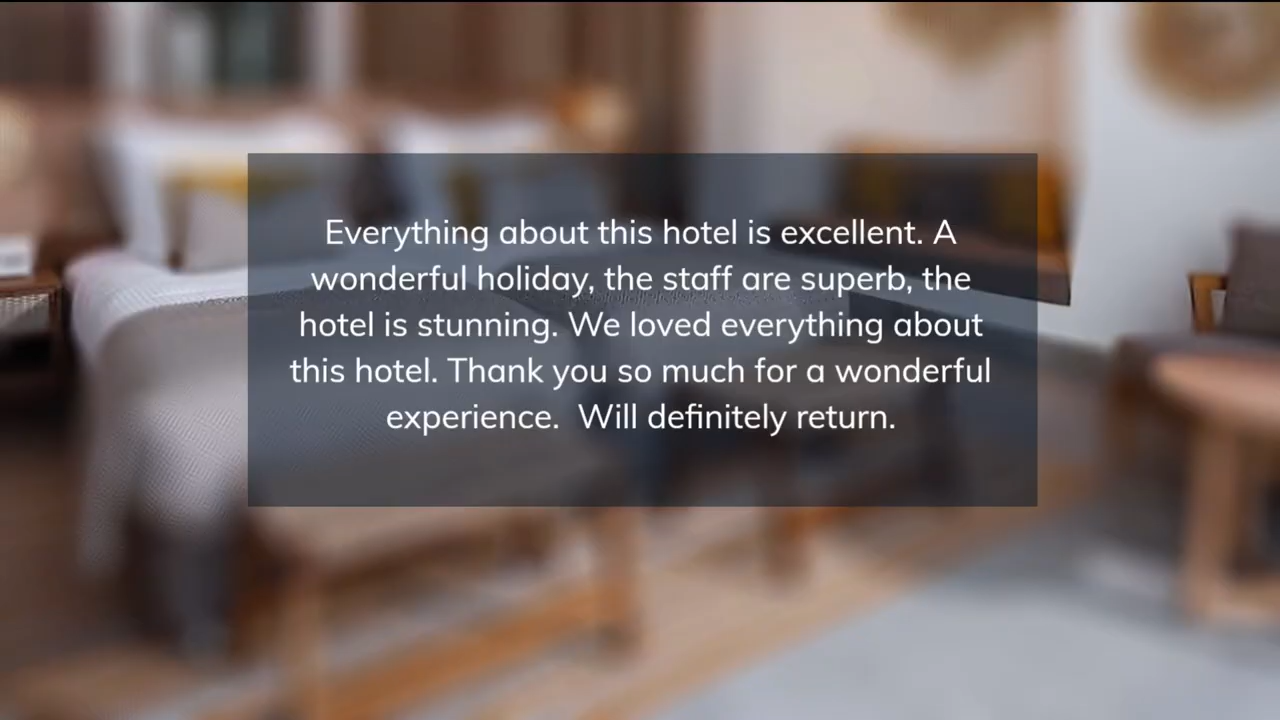 Everything about this hotel is excellent. A
wonderful holiday, the staff are superb, the
hotel is stunning. We loved everything about
this hotel. Thank you so much for a wonderful
experience.  Will definitely return.